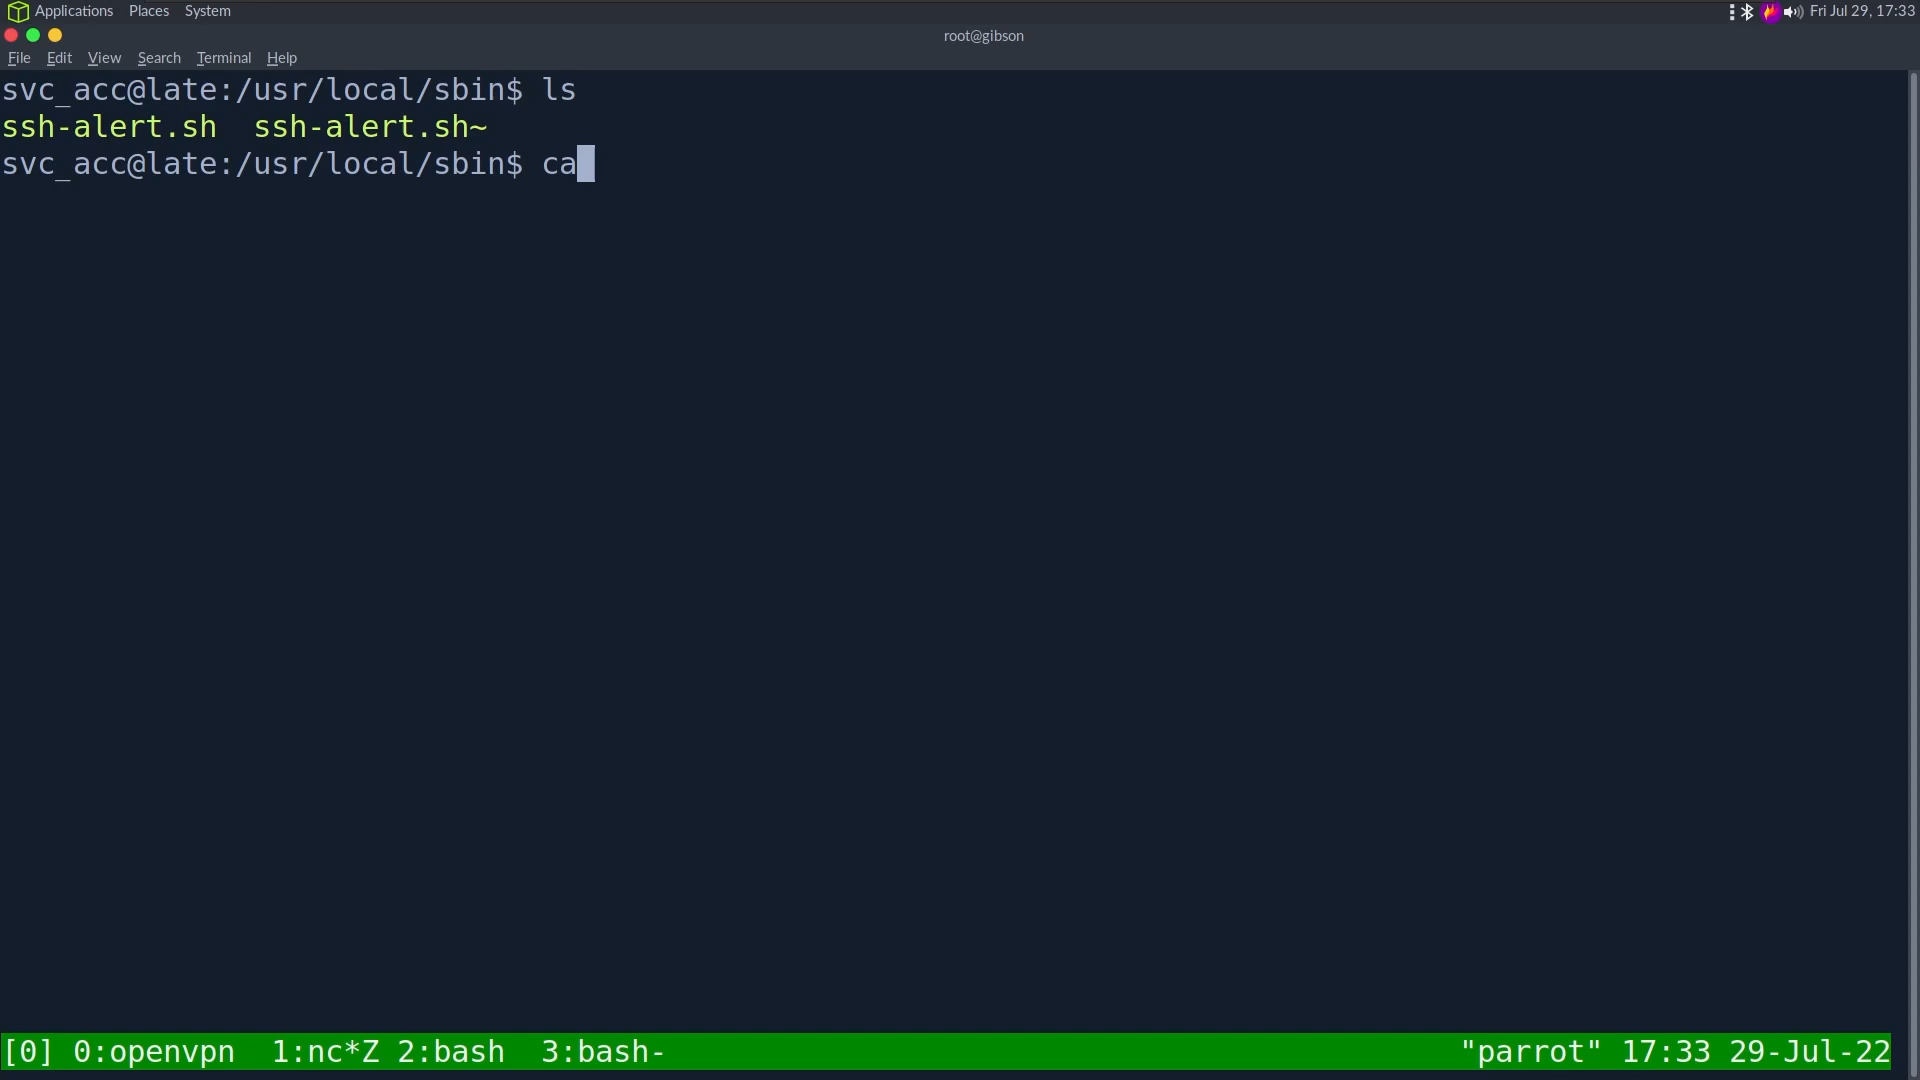 Applications Places System Fri Jul 29, 17:33
root@gibson
File Edit View Search Terminal Help
svc_acc@late:/usr/local/sbin$ ls
ssh-alert.sh  ssh-alert.sh~
svc_acc@late:/usr/local/sbin$ ca
[0] 0:openvpn  1:nc*Z 2:bash  3:bash- "parrot" 17:33 29-Jul-22